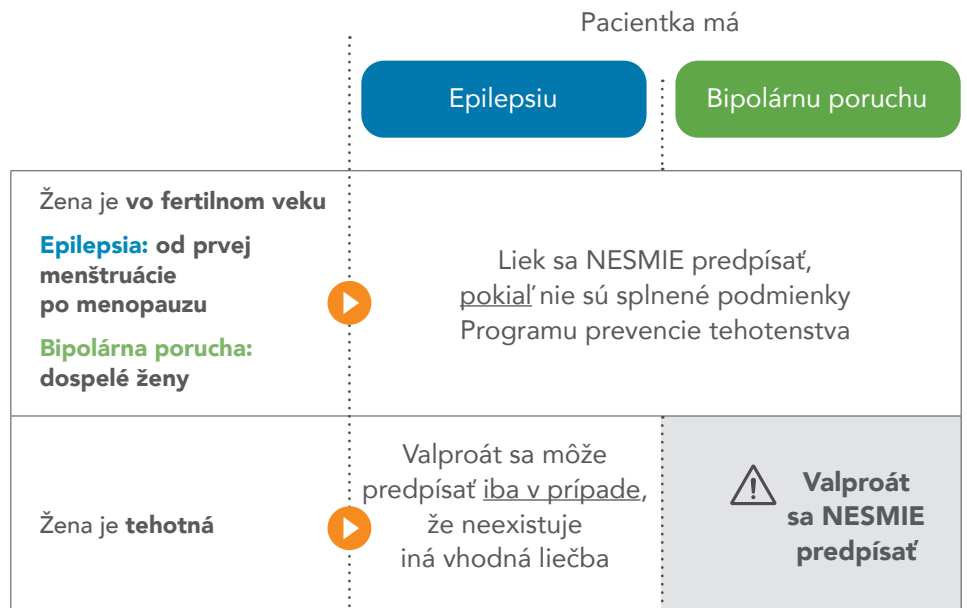 Pacientka má
Epilepsiu
Bipolárnu poruchu
Žena je vo fertilnom veku
Epilepsia: od prvej
menštruácie
po menopauzu
Bipolárna porucha:
dospelé ženy
Liek sa NESMIE predpísať,
pokiaľ nie sú splnené podmienky
Programu prevencie tehotenstva
Žena je tehotná
Valproát sa môže
predpísať iba v prípade,
že neexistuje
iná vhodná liečba
Valproát
sa NESMIE
predpísať